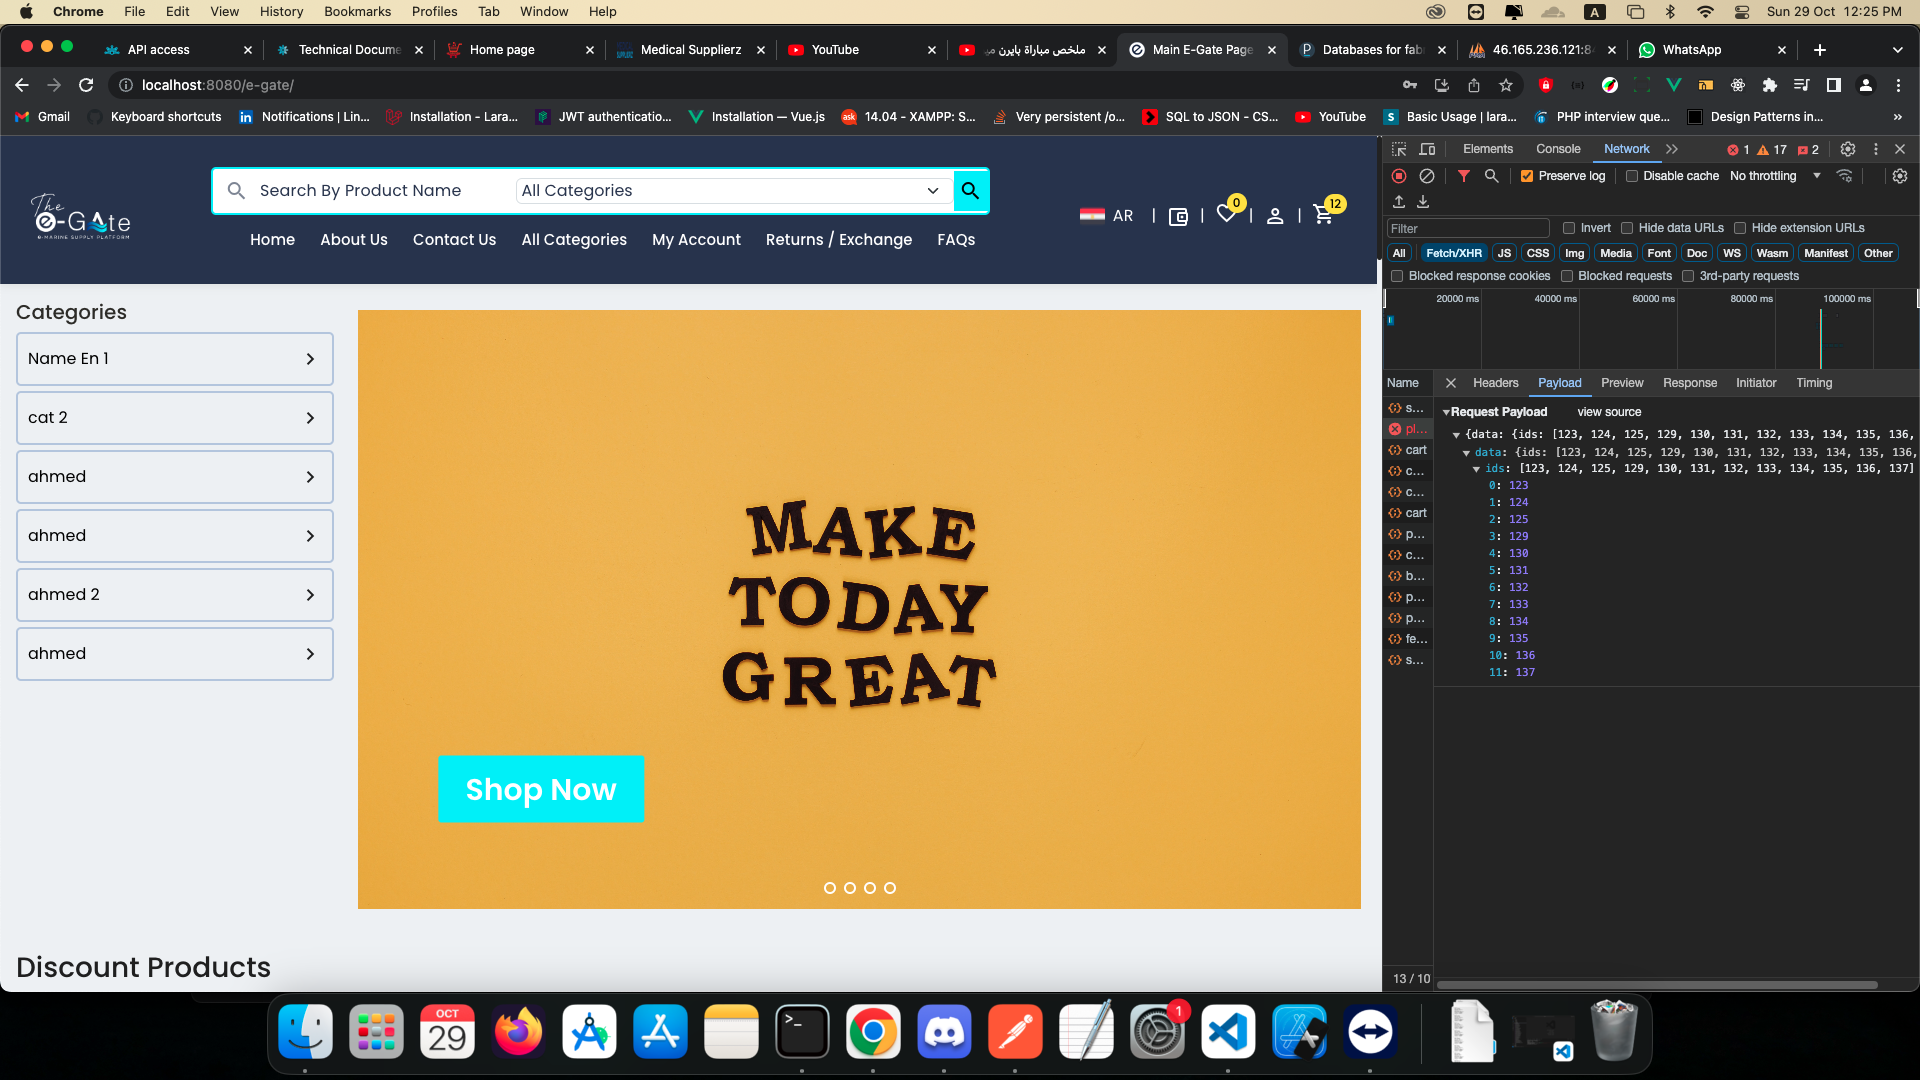 Chrome File Edit View History Bookmarks Profiles Tab Window Help
A Sun 29 Oct 12:25 PM
API access
Technical Docume
Home page
Medical Supplierz
YouTube
ملخص مباراة بايرن مي
Main E-Gate Page
Databases for fab
46.165.236.121:84
WhatsApp
localhost:8080/e-gate/
Gmail
Keyboard shortcuts
Notifications | Lin...
Installation - Lara...
JWT authenticatio...
Installation — Vue.js
14.04 - XAMPP: S...
Very persistent /o...
SQL to JSON - CS...
YouTube
Basic Usage | lara...
PHP interview que...
Design Patterns in...
»
The e-Gate
e-MARINE SUPPLY PLATFORM
Search By Product Name
All Categories
AR | | 0 | | 12
Home About Us Contact Us All Categories My Account Returns / Exchange FAQs
Categories
Name En 1
cat 2
ahmed
ahmed
ahmed 2
ahmed
MAKE
TODAY
GREAT
Shop Now
Discount Products
Elements Console Network 1 17 2
Preserve log Disable cache No throttling
Filter Invert Hide data URLs Hide extension URLs
All Fetch/XHR JS CSS Img Media Font Doc WS Wasm Manifest Other
Blocked response cookies Blocked requests 3rd-party requests
20000 ms 40000 ms 60000 ms 80000 ms 100000 ms
Name Headers Payload Preview Response Initiator Timing
s...
pl...
cart
c...
c...
cart
p...
c...
b...
p...
p...
fe...
s...
13 / 10
Request Payload view source
{data: {ids: [123, 124, 125, 129, 130, 131, 132, 133, 134, 135, 136,
data: {ids: [123, 124, 125, 129, 130, 131, 132, 133, 134, 135, 136,
ids: [123, 124, 125, 129, 130, 131, 132, 133, 134, 135, 136, 137]
0: 123
1: 124
2: 125
3: 129
4: 130
5: 131
6: 132
7: 133
8: 134
9: 135
10: 136
11: 137
OCT
29
1